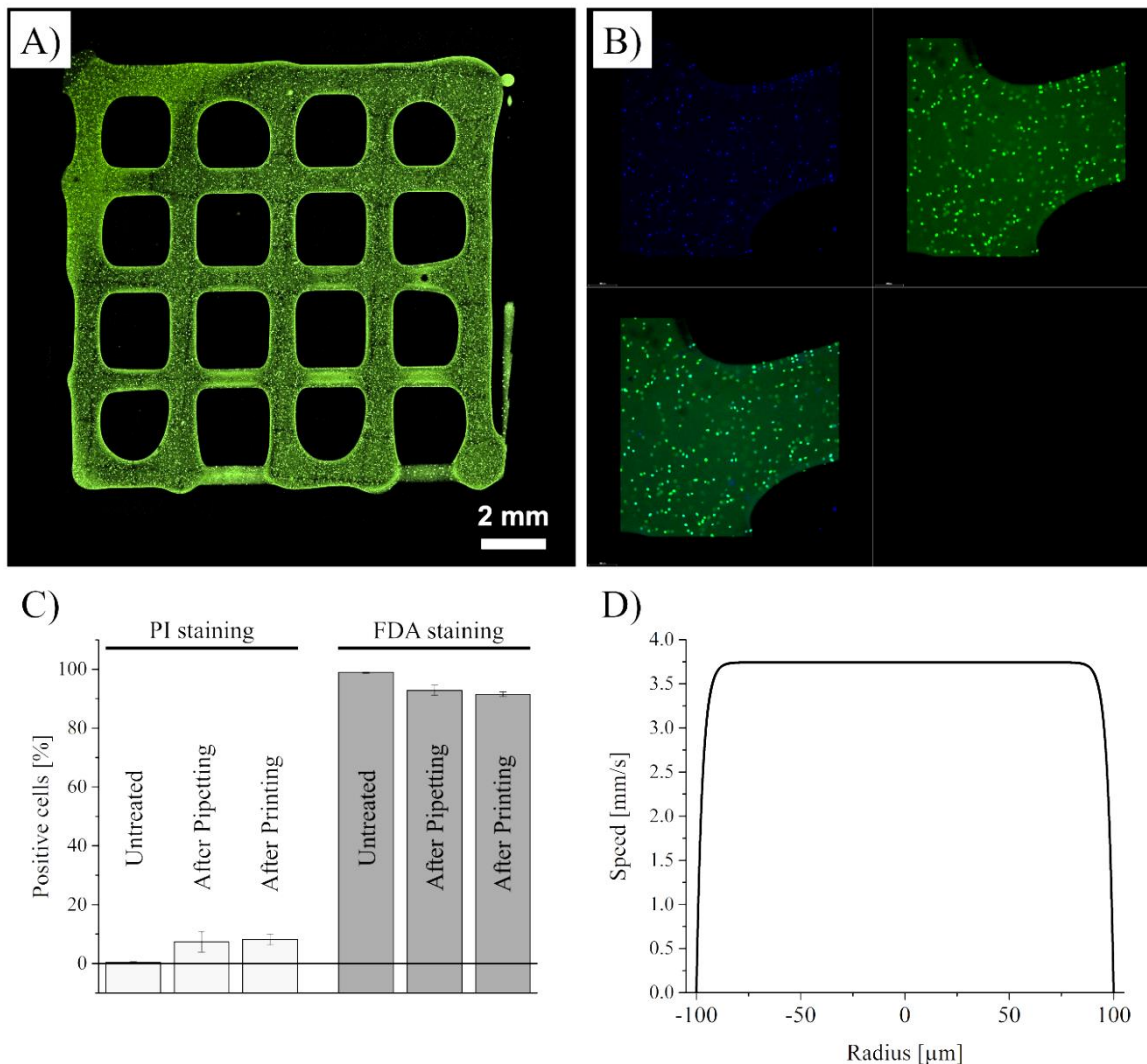 A)
B)
2 mm
C)
PI staining
FDA staining
Positive cells [%]
100
80
60
40
20
0
Untreated
After Pipetting
After Printing
Untreated
After Pipetting
After Printing
D)
Speed [mm/s]
4.0
3.5
3.0
2.5
2.0
1.5
1.0
0.5
0.0
-100
-50
0
50
100
Radius [µm]